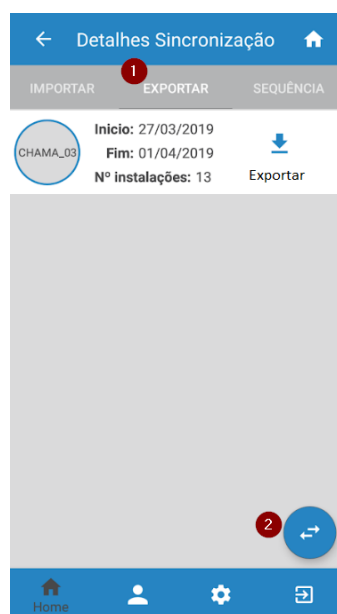 Detalhes Sincronização
1
IMPORTAR EXPORTAR SEQUÊNCIA
CHAMA_03
Inicio: 27/03/2019
Fim: 01/04/2019
Nº instalações: 13
Exportar
2
Home